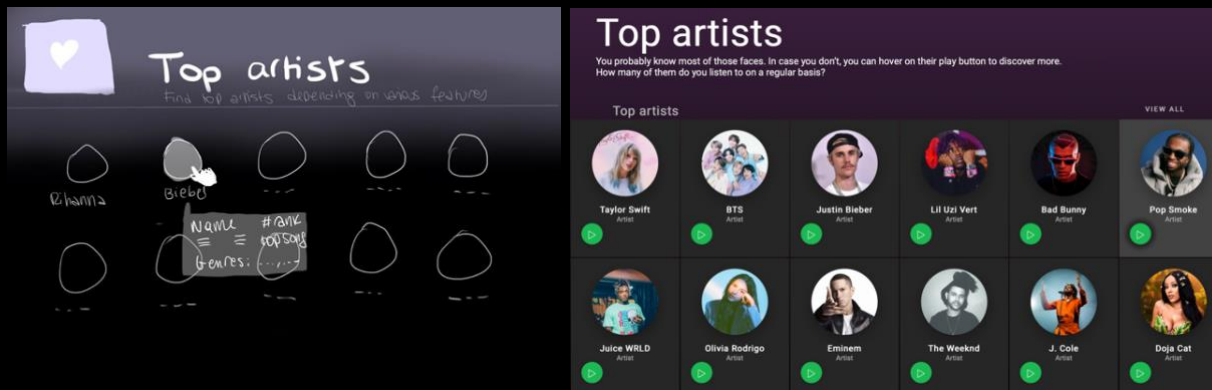 Top artists
Find top artists depending on various features
Rihanna
Bieber
Name #rank
topsong
Genres: ..., ...
Top artists
You probably know most of those faces. In case you don't, you can hover on their play button to discover more.
How many of them do you listen to on a regular basis?
Top artists VIEW ALL
Taylor Swift BTS Justin Bieber Lil Uzi Vert Bad Bunny Pop Smoke
Artist Artist Artist Artist Artist Artist
Juice WRLD Olivia Rodrigo Eminem The Weeknd J. Cole Doja Cat
Artist Artist Artist Artist Artist Artist